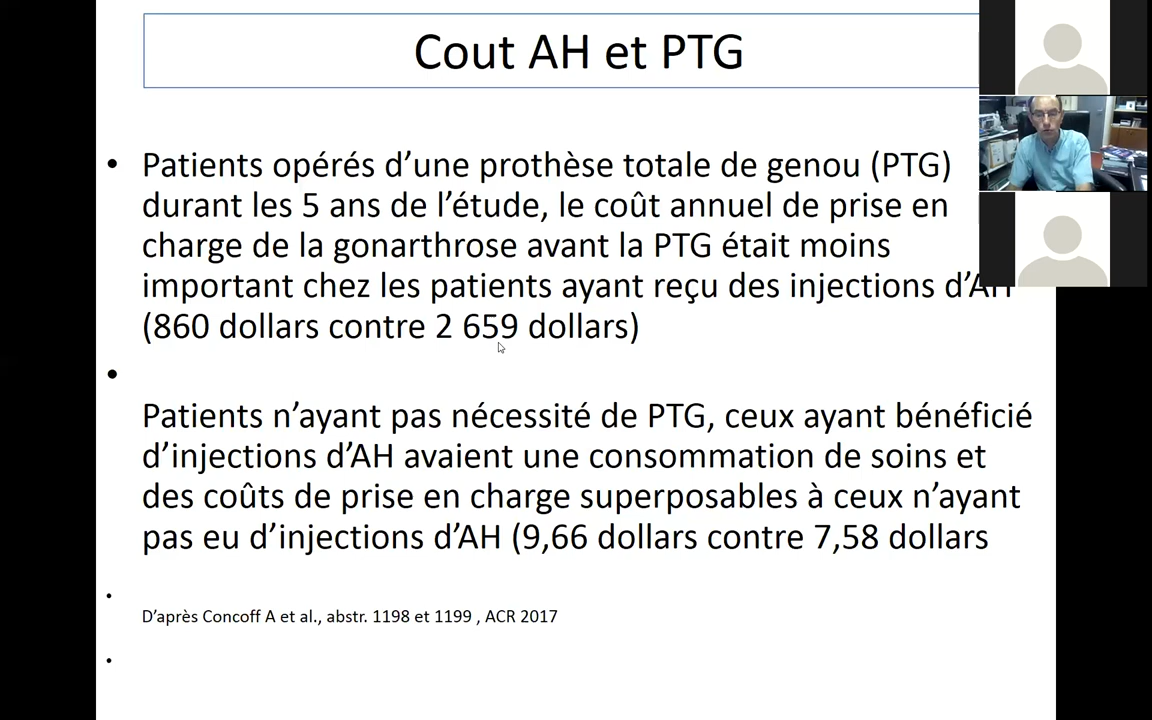 Cout AH et PTG
• Patients opérés d’une prothèse totale de genou (PTG)
durant les 5 ans de l’étude, le coût annuel de prise en
charge de la gonarthrose avant la PTG était moins
important chez les patients ayant reçu des injections d’AH
(860 dollars contre 2 659 dollars)
•
Patients n’ayant pas nécessité de PTG, ceux ayant bénéficié
d’injections d’AH avaient une consommation de soins et
des coûts de prise en charge superposables à ceux n’ayant
pas eu d’injections d’AH (9,66 dollars contre 7,58 dollars
•
D’après Concoff A et al., abstr. 1198 et 1199 , ACR 2017
•